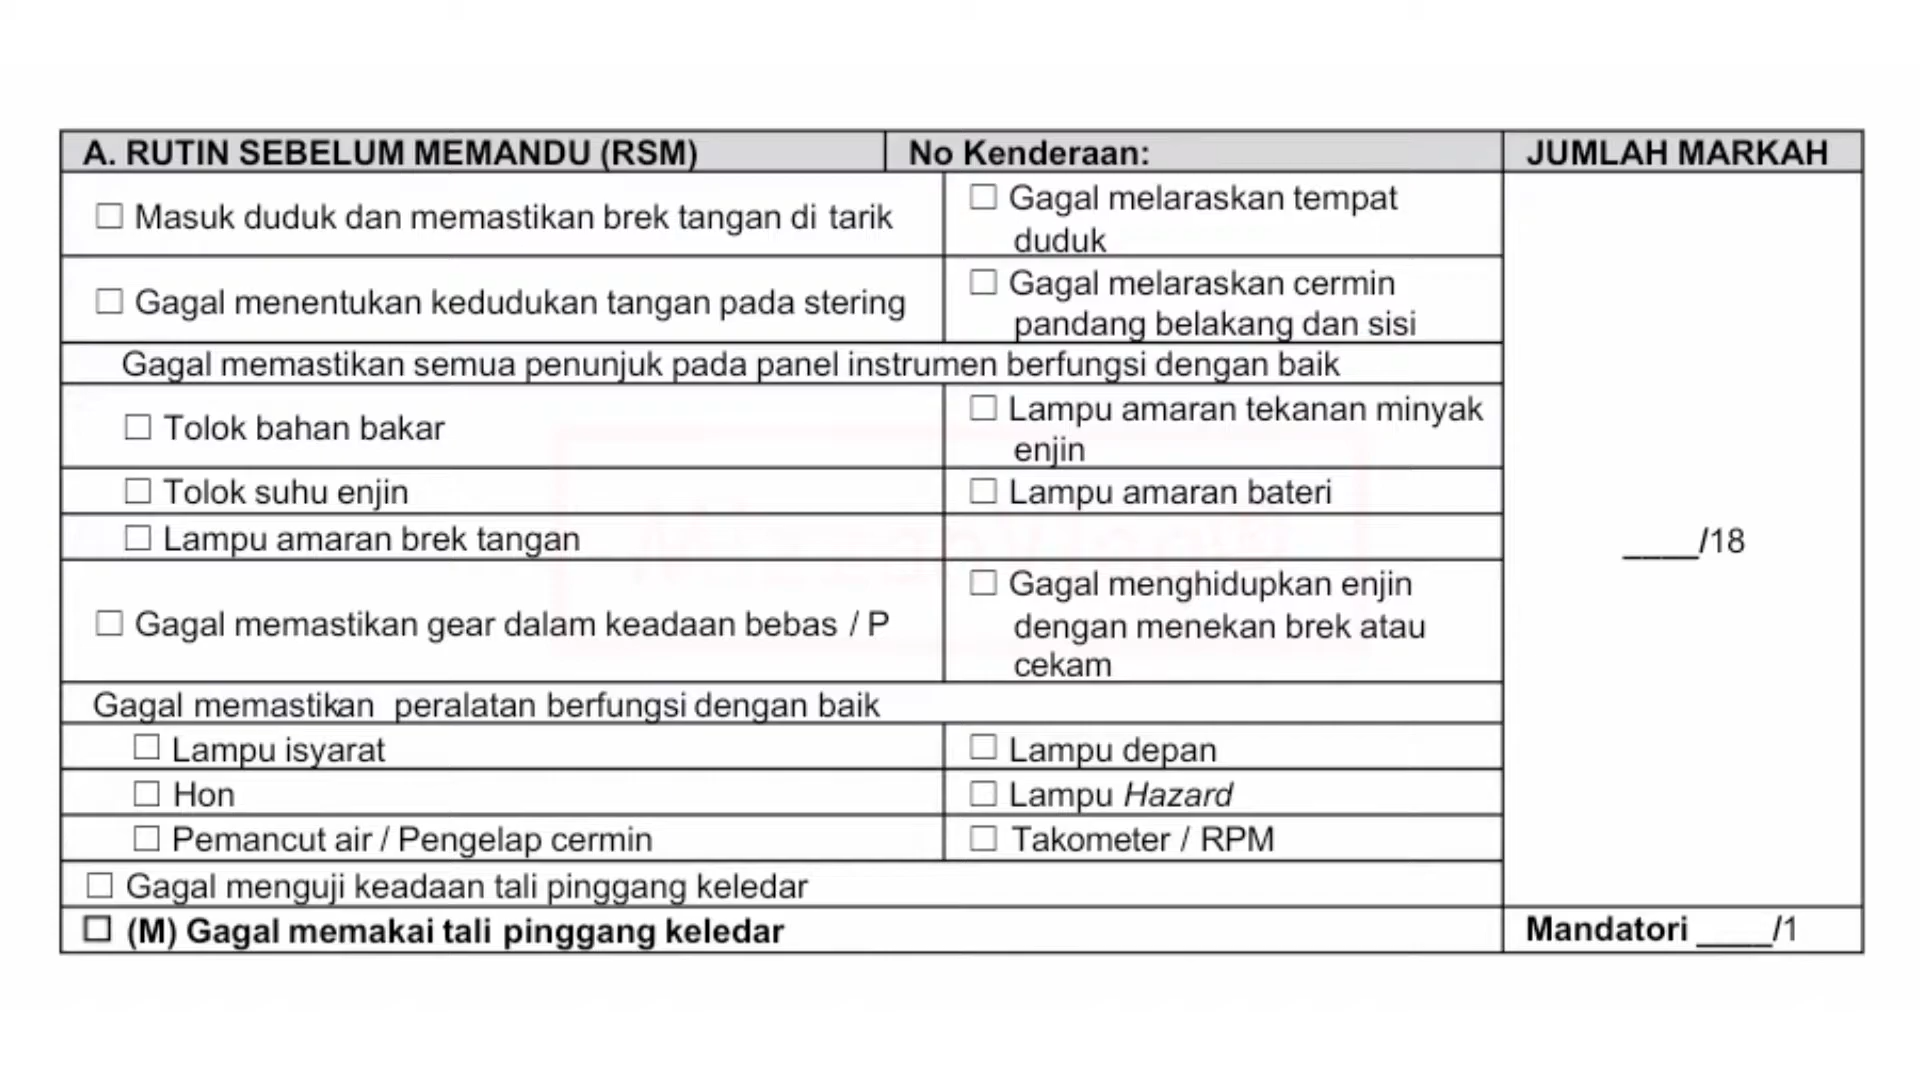 A. RUTIN SEBELUM MEMANDU (RSM)
No Kenderaan:
JUMLAH MARKAH
☐ Masuk duduk dan memastikan brek tangan di tarik
☐ Gagal melaraskan tempat
duduk
☐ Gagal menentukan kedudukan tangan pada stering
☐ Gagal melaraskan cermin
pandang belakang dan sisi
Gagal memastikan semua penunjuk pada panel instrumen berfungsi dengan baik
☐ Tolok bahan bakar
☐ Lampu amaran tekanan minyak
enjin
☐ Tolok suhu enjin
☐ Lampu amaran bateri
☐ Lampu amaran brek tangan
____/18
☐ Gagal memastikan gear dalam keadaan bebas / P
☐ Gagal menghidupkan enjin
dengan menekan brek atau
cekam
Gagal memastikan peralatan berfungsi dengan baik
☐ Lampu isyarat
☐ Lampu depan
☐ Hon
☐ Lampu Hazard
☐ Pemancut air / Pengelap cermin
☐ Takometer / RPM
☐ Gagal menguji keadaan tali pinggang keledar
☐ (M) Gagal memakai tali pinggang keledar
Mandatori ____/1